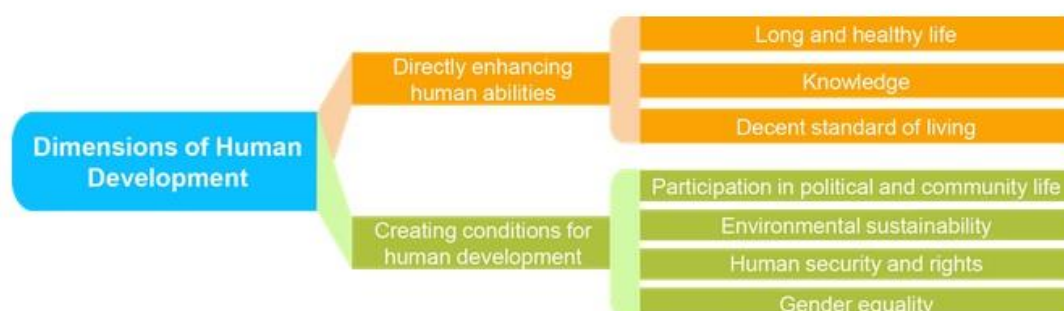 Dimensions of Human
Development
Directly enhancing
human abilities
Long and healthy life
Knowledge
Decent standard of living
Creating conditions for
human development
Participation in political and community life
Environmental sustainability
Human security and rights
Gender equality